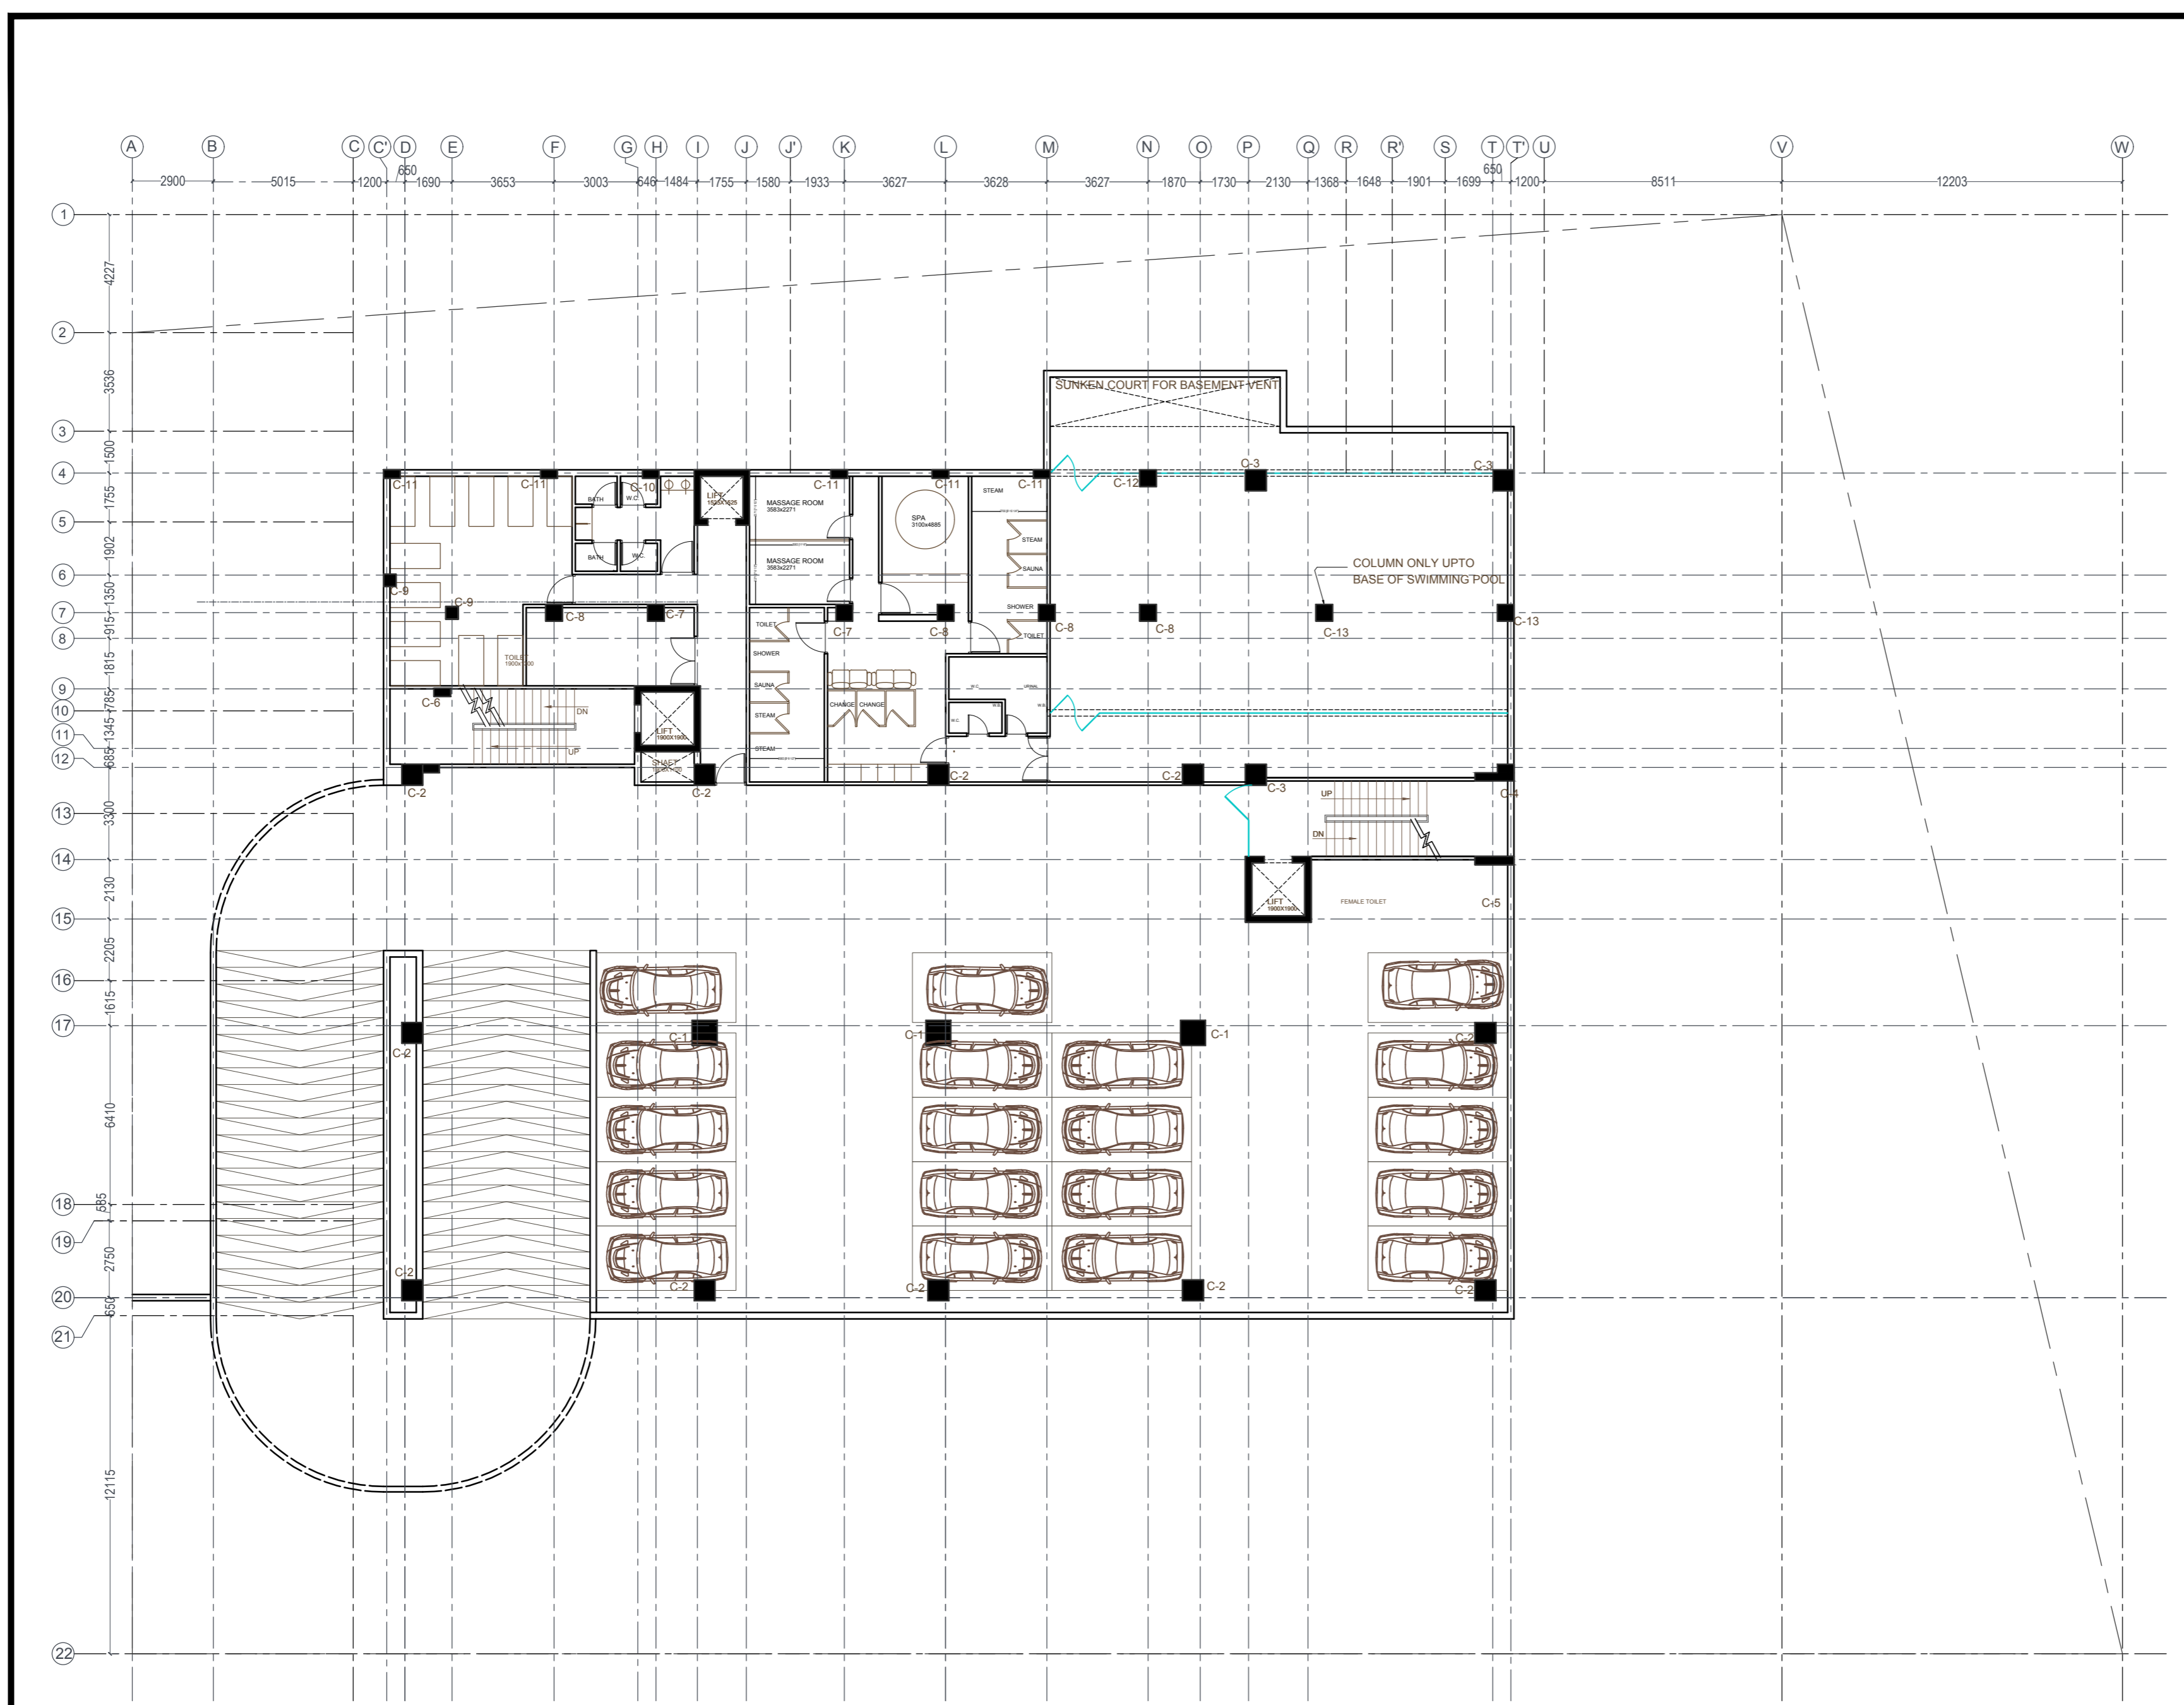 A B C C' D E F G H I J J' K L M N O P Q R R' S T T' U V W
650 650
2900 5015 1200 1690 3653 3003 646 1484 1755 1580 1933 3627 3628 3627 1870 1730 2130 1368 1648 1901 1699 1200 8511 12203
1
4227
2
3536
SUNKEN COURT FOR BASEMENT VENT
3
1500
4
C-3 C-3
C-11 C-11 C-10 C-11 C-11 C-11 C-12
1755
BATH W.C.
LIFT
1525X1525
MASSAGE ROOM
3583x2271
SPA
3100x4885
STEAM
5
1902
BATH W.C.
MASSAGE ROOM
3583x2271
STEAM
SAUNA
COLUMN ONLY UPTO
BASE OF SWIMMING POOL
6
C-9
1350
C-9
7
C-8 C-7 C-7 C-8 C-8 C-8 C-13 C-13
SHOWER
915
TOILET
TOILET
8
1815
SHOWER
TOILET
SAUNA
W.C. URINAL
9
785
C-6
DN
CHANGE CHANGE
W.B. W.B.
10
1345
STEAM
W.C.
LIFT
1900X1900
11
UP
STEAM
685
SHAFT
12
C-2 C-2 C-2 C-2 C-3 C-4
UP
13
3300
DN
14
2130
LIFT
1900X1900
FEMALE TOILET
C-5
15
2205
16
1615
17
C-2 C-1 C-1 C-1 C-2
6410
18
585
19
2750
C-2 C-2 C-2 C-2 C-2
20
650
21
12115
22